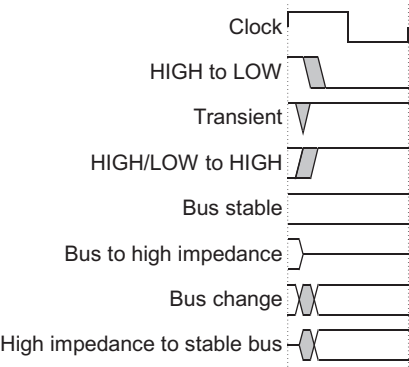 Clock
HIGH to LOW
Transient
HIGH/LOW to HIGH
Bus stable
Bus to high impedance
Bus change
High impedance to stable bus